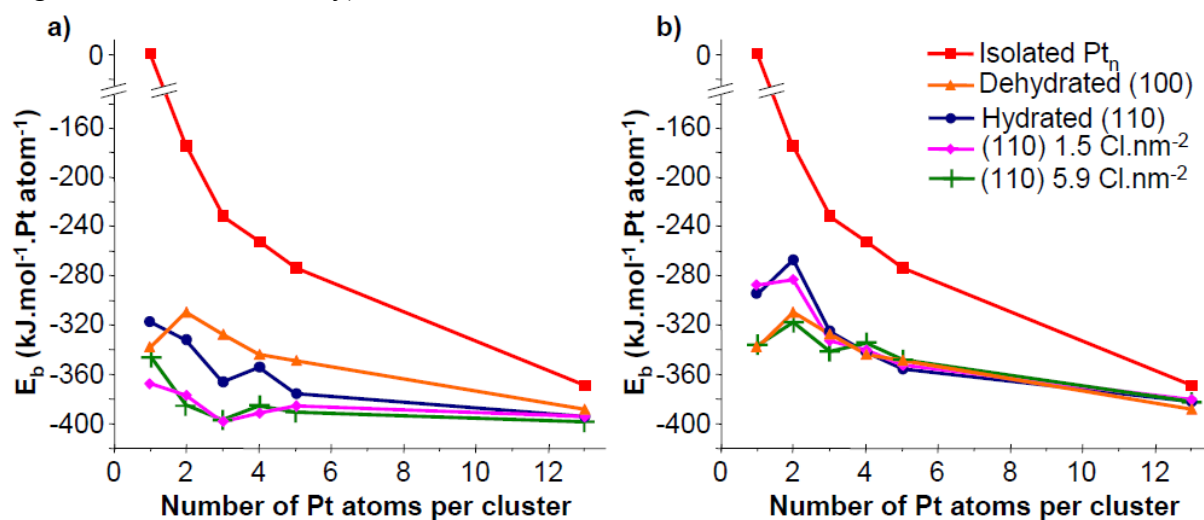 a)
b)
0
-160
-200
-240
-280
-320
-360
-400
E_b (kJ.mol⁻¹.Pt atom⁻¹)
0 2 4 6 8 10 12
Number of Pt atoms per cluster
0
-160
-200
-240
-280
-320
-360
-400
E_b (kJ.mol⁻¹.Pt atom⁻¹)
Isolated Pt_n
Dehydrated (100)
Hydrated (110)
(110) 1.5 Cl.nm⁻²
(110) 5.9 Cl.nm⁻²
0 2 4 6 8 10 12
Number of Pt atoms per cluster